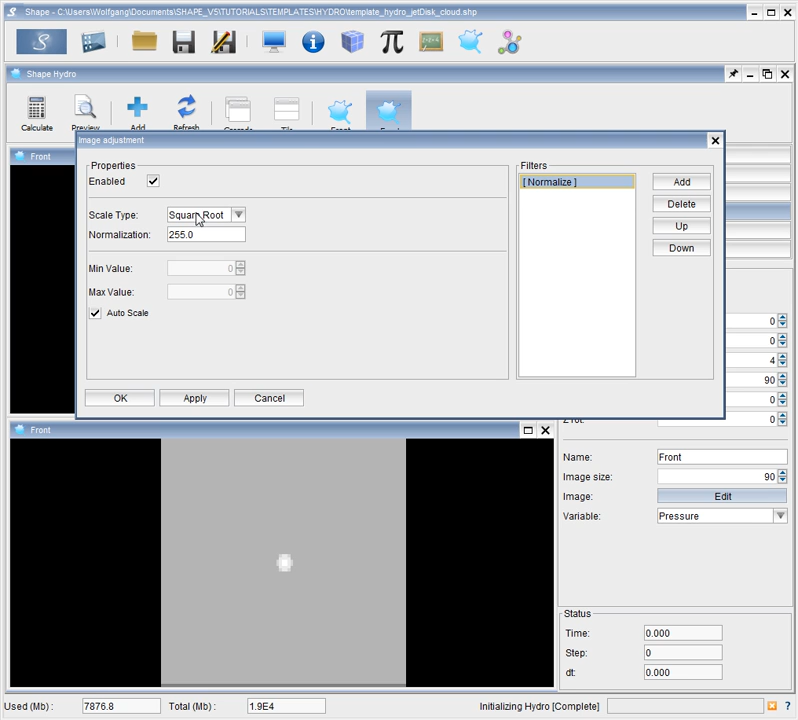 Shape - C:\Users\Wolfgang\Documents\SHAPE_V5\TUTORIALS\TEMPLATES\HYDRO\template_hydro_jetDisk_cloud.shp
Shape Hydro
Calculate Preview Add Refresh Cascade Tile Front Front
Front
Image adjustment
Properties
Enabled
Scale Type: Square Root
Normalization: 255.0
Min Value: 0
Max Value: 0
Auto Scale
OK Apply Cancel
Filters
[ Normalize ]
Add
Delete
Up
Down
0
0
4
90
0
Front
Name: Front
Image size: 90
Image: Edit
Variable: Pressure
Status
Time: 0.000
Step: 0
dt: 0.000
Used (Mb) : 7876.8 Total (Mb) : 1.9E4 Initializing Hydro [Complete] ?